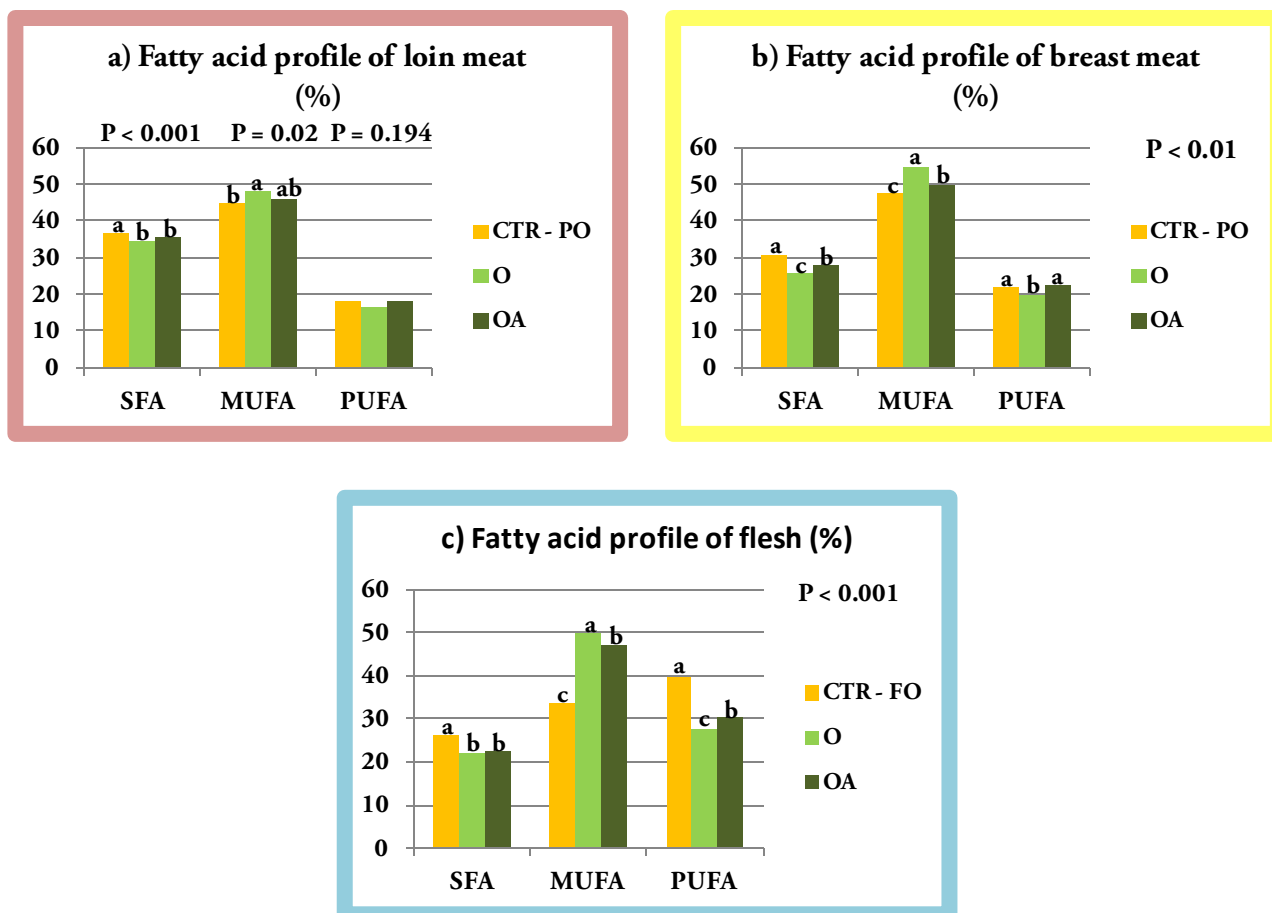 a) Fatty acid profile of loin meat
(%)
P < 0.001 P = 0.02 P = 0.194
60
50
40
30
20
10
0
a b b
b a ab
SFA MUFA PUFA
CTR - PO
O
OA
b) Fatty acid profile of breast meat
(%)
P < 0.01
60
50
40
30
20
10
0
a c b
c a b
a b a
SFA MUFA PUFA
CTR - PO
O
OA
c) Fatty acid profile of flesh (%)
P < 0.001
60
50
40
30
20
10
0
a b b
c a b
a c b
SFA MUFA PUFA
CTR - FO
O
OA